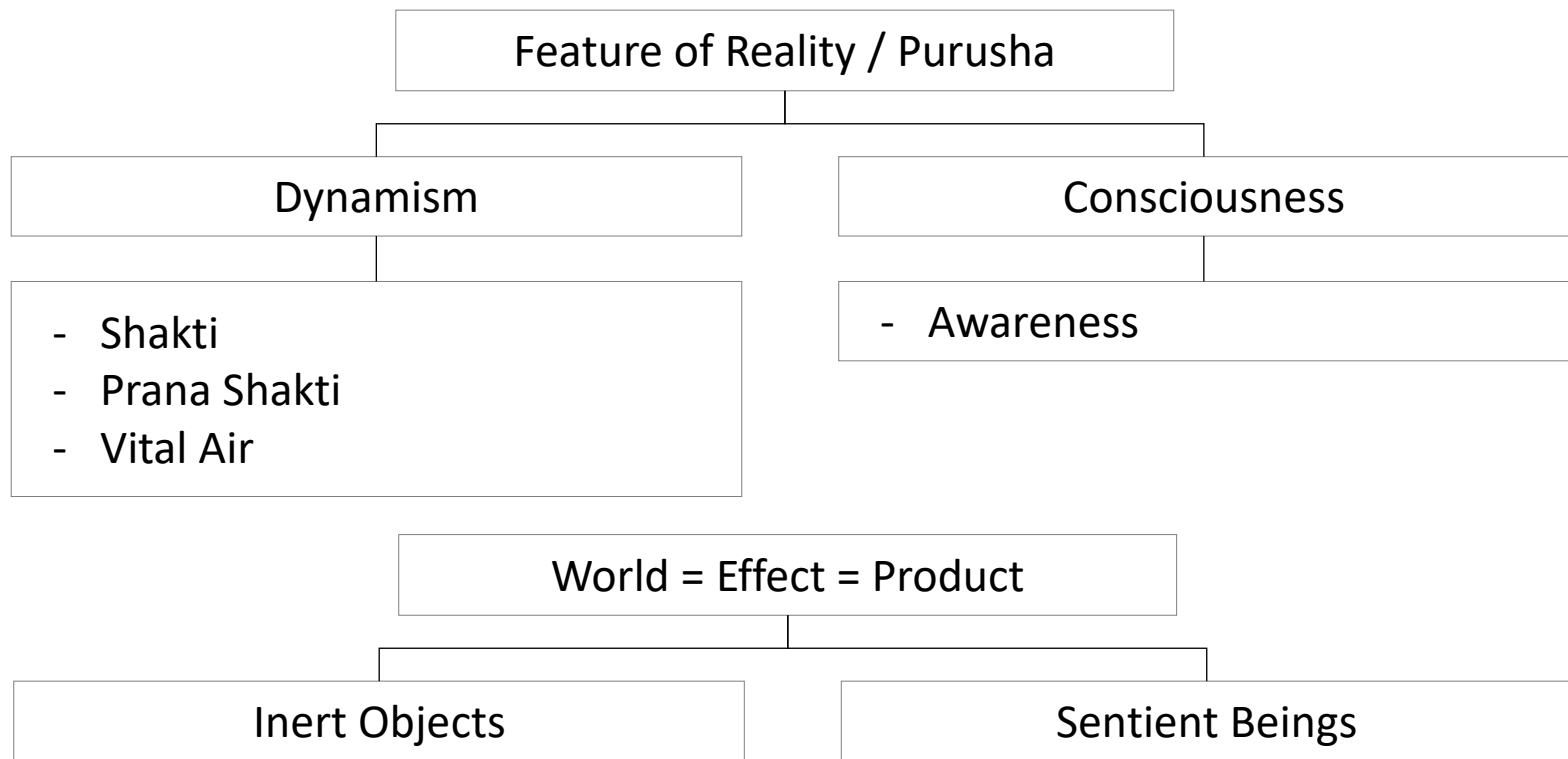 Feature of Reality / Purusha
Dynamism
Consciousness
- Shakti
- Prana Shakti
- Vital Air
- Awareness
World = Effect = Product
Inert Objects
Sentient Beings